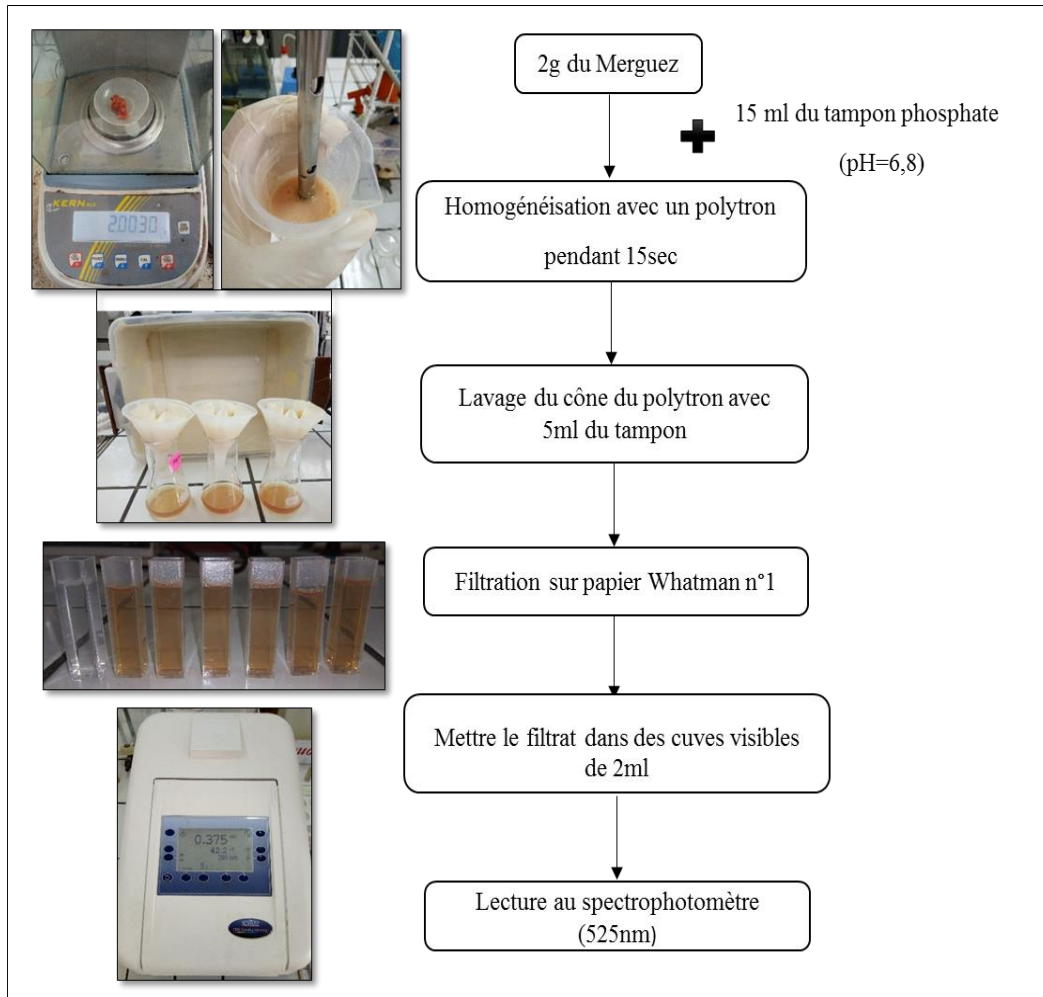 2g du Merguez
15 ml du tampon phosphate
(pH=6,8)
Homogénéisation avec un polytron
pendant 15sec
Lavage du cône du polytron avec
5ml du tampon
Filtration sur papier Whatman n°1
Mettre le filtrat dans des cuves visibles
de 2ml
Lecture au spectrophotomètre
(525nm)
KERN
2.0030
0.375